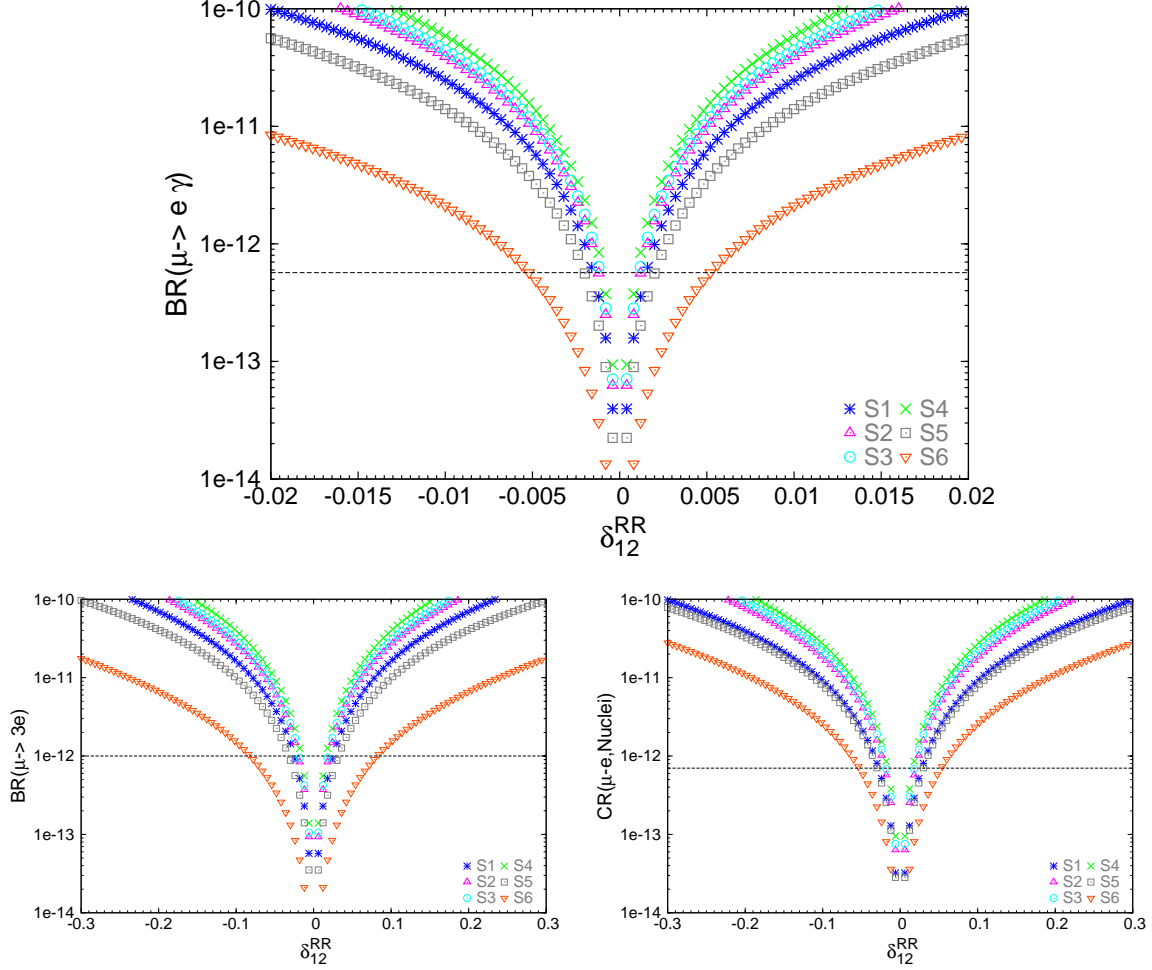 BR(μ-> e γ)
1e-10
1e-11
1e-12
1e-13
1e-14
S1 S4
S2 S5
S3 S6
-0.02 -0.015 -0.01 -0.005 0 0.005 0.01 0.015 0.02
δ12RR
BR(μ-> 3e)
1e-10
1e-11
1e-12
1e-13
1e-14
S1 S4
S2 S5
S3 S6
-0.3 -0.2 -0.1 0 0.1 0.2 0.3
δ12RR
CR(μ-e,Nuclei)
1e-10
1e-11
1e-12
1e-13
1e-14
S1 S4
S2 S5
S3 S6
-0.3 -0.2 -0.1 0 0.1 0.2 0.3
δ12RR